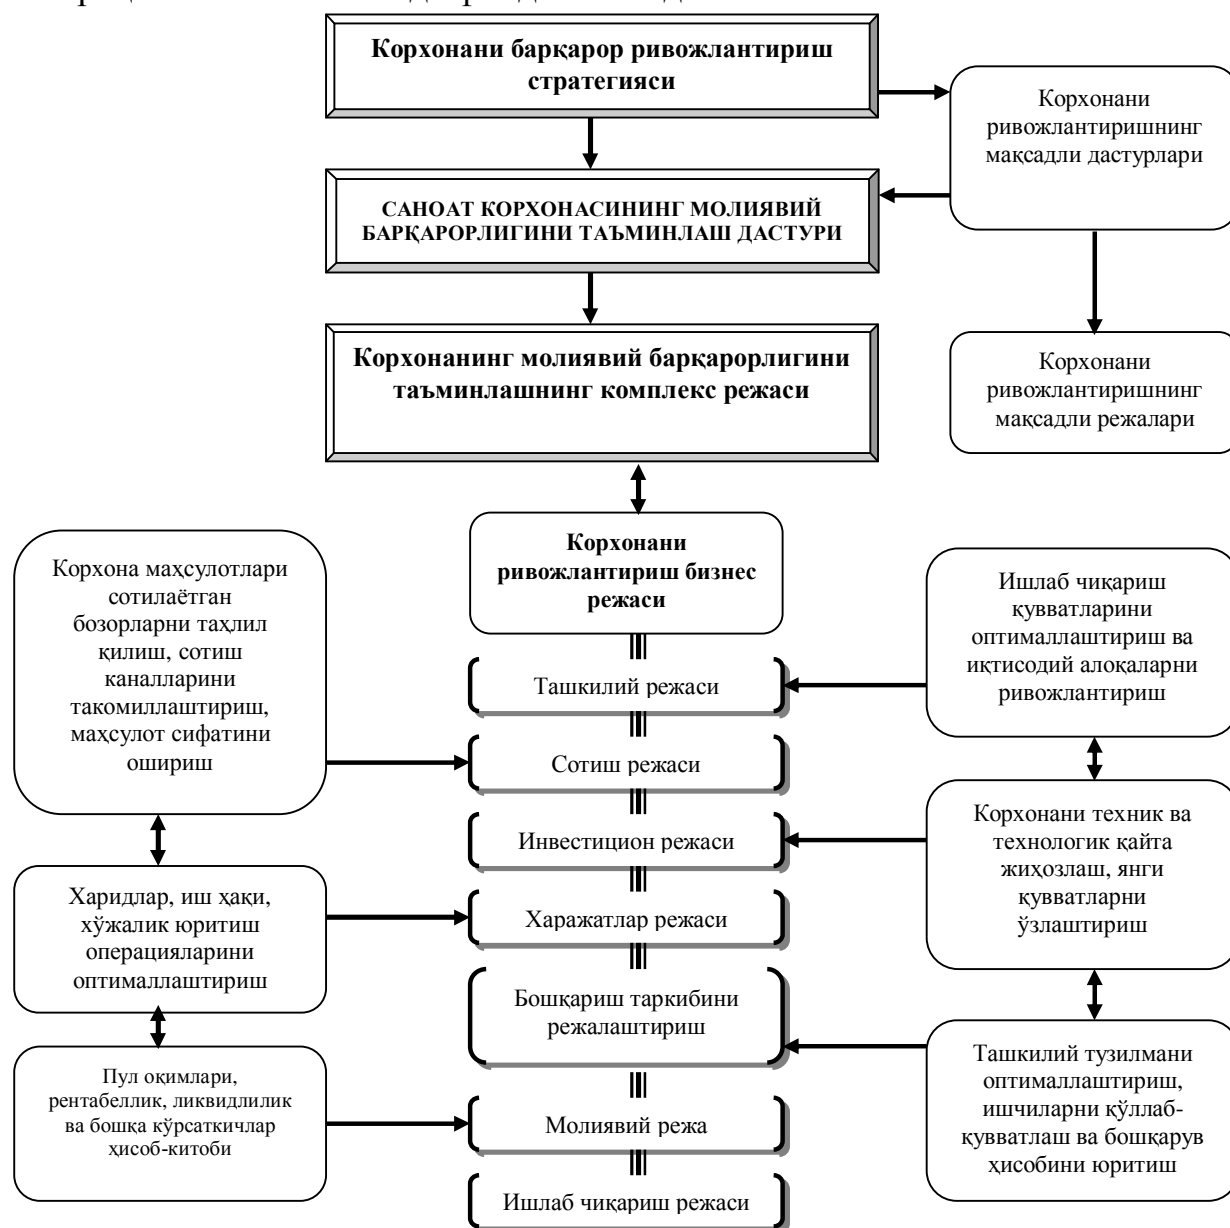 Корхонани барқарор ривожлантириш
стратегияси
Корхонани
ривожлантиришнинг
мақсадли дастурлари
САНОАТ КОРХОНАСИНИНГ МОЛИЯВИЙ
БАРҚАРОРЛИГИНИ ТАЪМИНЛАШ ДАСТУРИ
Корхонанинг молиявий барқарорлигини
таъминлашнинг комплекс режаси
Корхонани
ривожлантиришнинг
мақсадли режалари
Корхонани
ривожлантириш бизнес
режаси
Корхона маҳсулотлари
сотилаётган
бозорларни таҳлил
қилиш, сотиш
каналларини
такомиллаштириш,
маҳсулот сифатини
ошириш
Ишлаб чиқариш
қувватларини
оптималлаштириш ва
иқтисодий алоқаларни
ривожлантириш
Ташкилий режаси
Сотиш режаси
Инвестицион режаси
Корхонани техник ва
технологик қайта
жиҳозлаш, янги
қувватларни
ўзлаштириш
Харидлар, иш ҳақи,
хўжалик юритиш
операцияларини
оптималлаштириш
Харажатлар режаси
Бошқариш таркибини
режалаштириш
Ташкилий тузилмани
оптималлаштириш,
ишчиларни қўллаб-
қувватлаш ва бошқарув
ҳисобини юритиш
Пул оқимлари,
рентабеллик, ликвидлилик
ва бошқа кўрсаткичлар
ҳисоб-китоби
Молиявий режа
Ишлаб чиқариш режаси